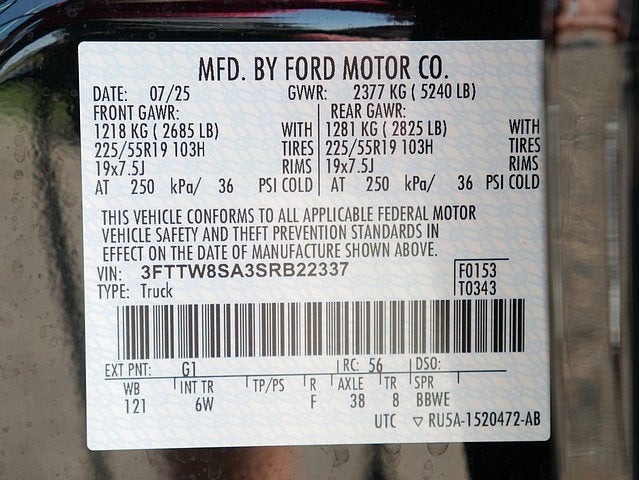 MFD. BY FORD MOTOR CO.
DATE: 07/25 GVWR: 2377 KG ( 5240 LB)
FRONT GAWR: REAR GAWR:
1218 KG ( 2685 LB) WITH 1281 KG ( 2825 LB) WITH
225/55R19 103H TIRES 225/55R19 103H TIRES
19x7.5J RIMS 19x7.5J RIMS
AT 250 kPa/ 36 PSI COLD AT 250 kPa/ 36 PSI COLD
THIS VEHICLE CONFORMS TO ALL APPLICABLE FEDERAL MOTOR
VEHICLE SAFETY AND THEFT PREVENTION STANDARDS IN
EFFECT ON THE DATE OF MANUFACTURE SHOWN ABOVE.
VIN: 3FTTW8SA3SRB22337 F0153
TYPE: Truck T0343
EXT PNT: G1 RC: 56 DSO:
WB INT TR TP/PS R AXLE TR SPR
121 6W F 38 8 BBWE
UTC ▽ RU5A-1520472-AB